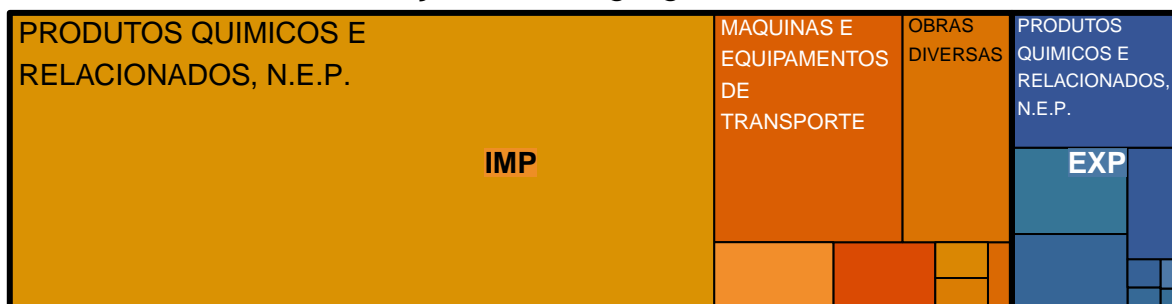 PRODUTOS QUIMICOS E
RELACIONADOS, N.E.P.
MAQUINAS E
EQUIPAMENTOS
DE
TRANSPORTE
OBRAS
DIVERSAS
PRODUTOS
QUIMICOS E
RELACIONADOS,
N.E.P.
IMP
EXP